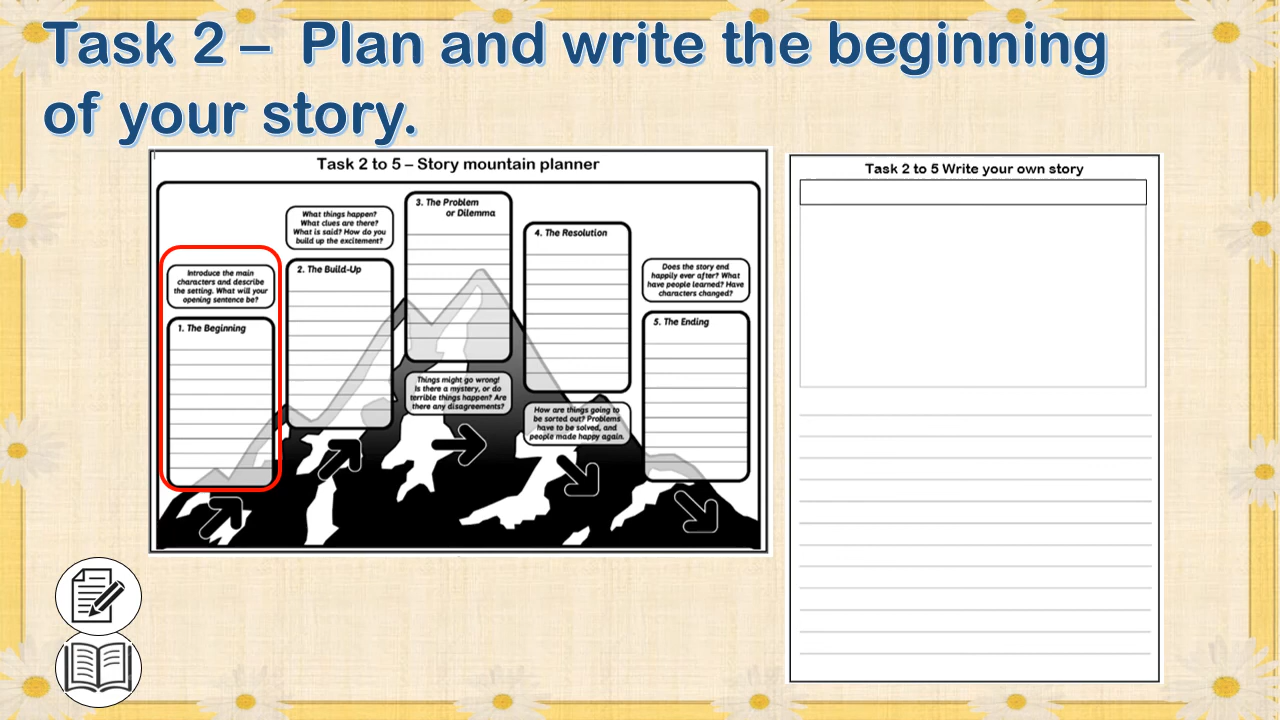 Task 2 – Plan and write the beginning
of your story.
Task 2 to 5 – Story mountain planner
Introduce the main
characters and describe
the setting. What will your
opening sentence be?
1. The Beginning
What things happen?
What clues are there?
What is said? How do you
build up the excitement?
2. The Build-Up
3. The Problem
or Dilemma
Things might go wrong!
Is there a mystery, or do
terrible things happen? Are
there any disagreements?
4. The Resolution
How are things going to
be sorted out? Problems
have to be solved, and
people made happy again.
Does the story end
happily ever after? What
have people learned? Have
characters changed?
5. The Ending
Task 2 to 5 Write your own story